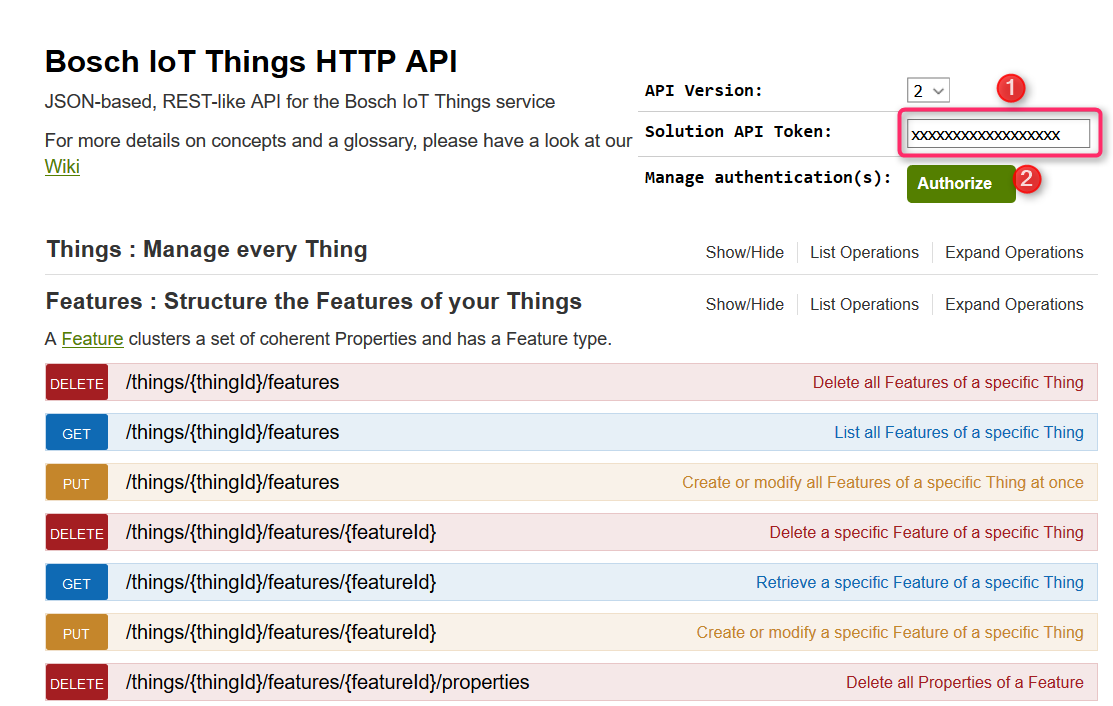 Bosch IoT Things HTTP API
JSON-based, REST-like API for the Bosch IoT Things service
For more details on concepts and a glossary, please have a look at our
Wiki
API Version: 2 1
Solution API Token: xxxxxxxxxxxxxxxxxx
Manage authentication(s): Authorize 2
Things : Manage every Thing Show/Hide List Operations Expand Operations
Features : Structure the Features of your Things Show/Hide List Operations Expand Operations
A Feature clusters a set of coherent Properties and has a Feature type.
DELETE /things/{thingId}/features Delete all Features of a specific Thing
GET /things/{thingId}/features List all Features of a specific Thing
PUT /things/{thingId}/features Create or modify all Features of a specific Thing at once
DELETE /things/{thingId}/features/{featureId} Delete a specific Feature of a specific Thing
GET /things/{thingId}/features/{featureId} Retrieve a specific Feature of a specific Thing
PUT /things/{thingId}/features/{featureId} Create or modify a specific Feature of a specific Thing
DELETE /things/{thingId}/features/{featureId}/properties Delete all Properties of a Feature